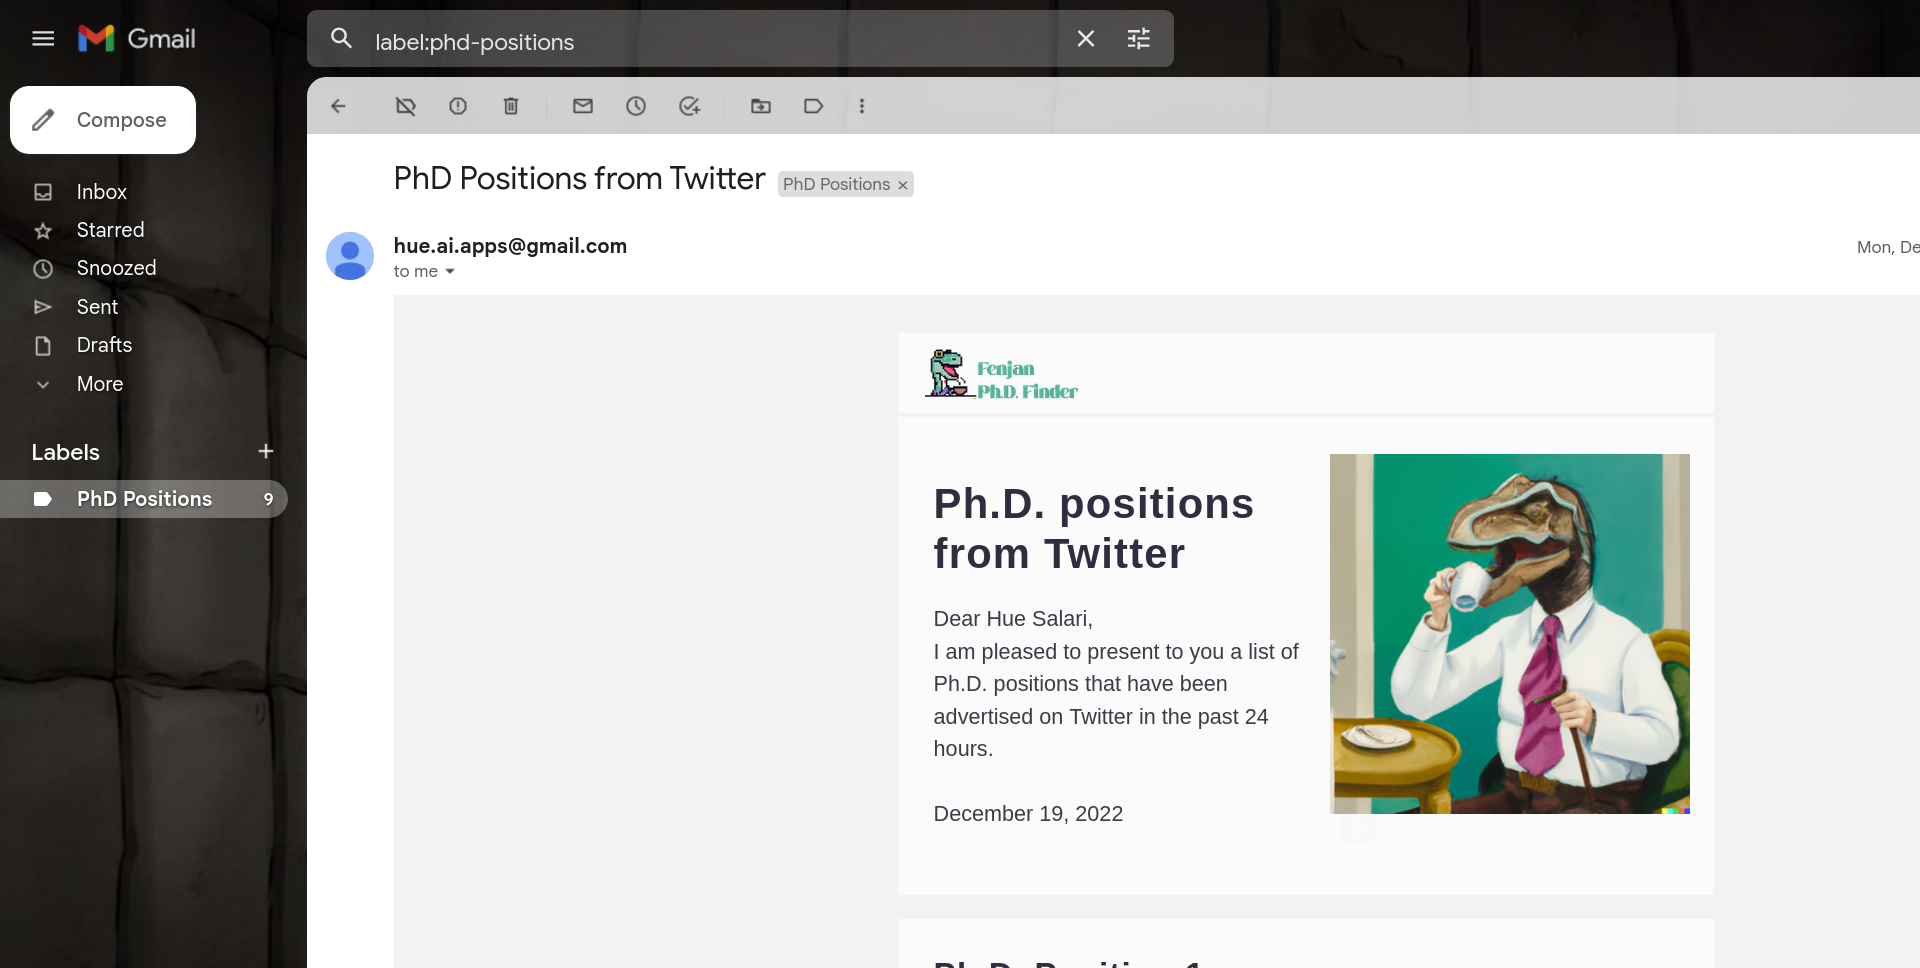 Gmail
label:phd-positions
Compose
Inbox
Starred
Snoozed
Sent
Drafts
More
Labels
PhD Positions 9
PhD Positions from Twitter PhD Positions ×
hue.ai.apps@gmail.com
Mon, De
to me
Fenjan
Ph.D. Finder
Ph.D. positions
from Twitter
Dear Hue Salari,
I am pleased to present to you a list of
Ph.D. positions that have been
advertised on Twitter in the past 24
hours.
December 19, 2022
Ph.D. Position 1